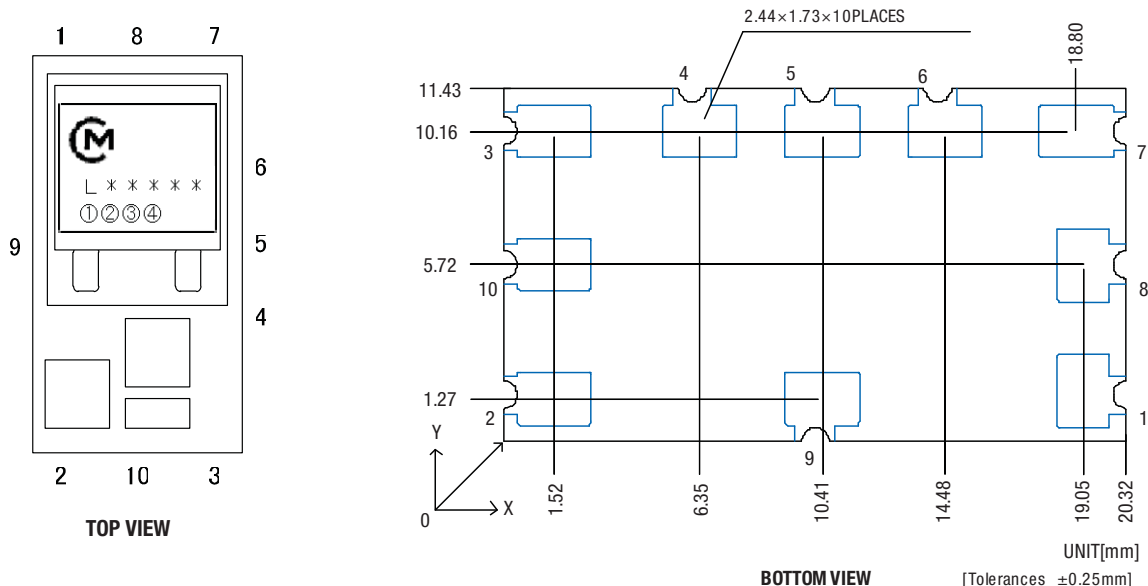 1 8 7
CM
L * * * * *
①②③④
6
5
4
9
2 10 3
TOP VIEW
2.44×1.73×10PLACES
18.80
4 5 6
11.43
10.16
3 7
5.72
10 8
1.27
2 1
9
Y
X
0
1.52
6.35
10.41
14.48
19.05
20.32
UNIT[mm]
BOTTOM VIEW
[Tolerances ±0.25mm]